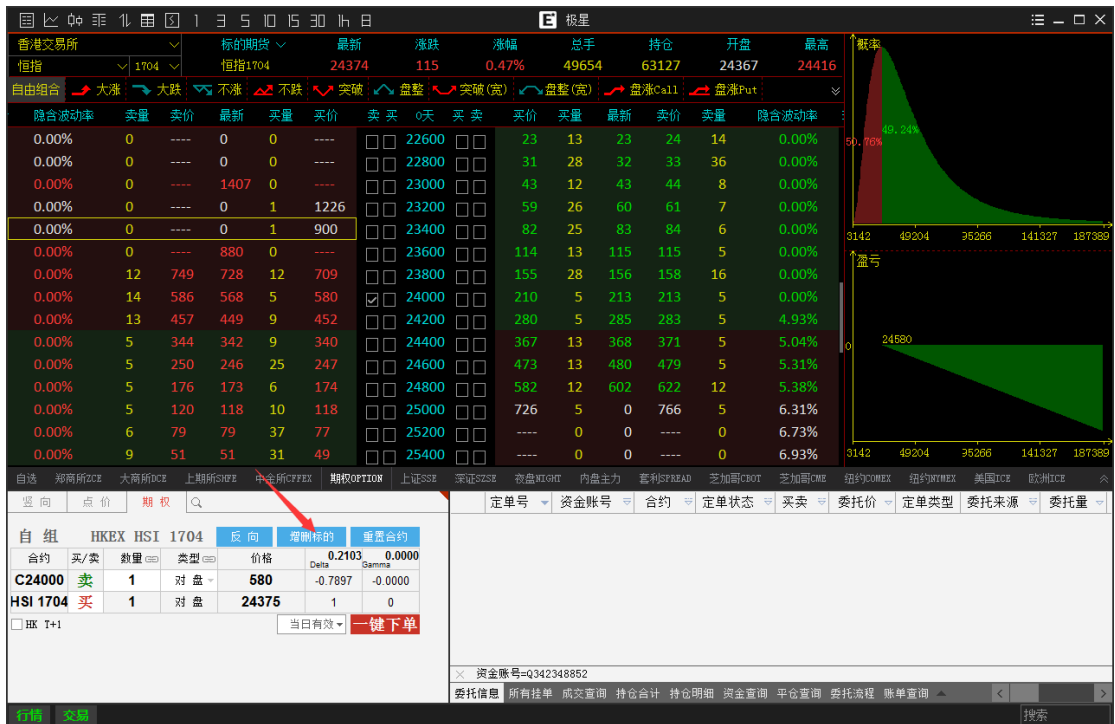 1 3 5 10 15 30 1h 日 极星
香港交易所 标的期货 最新 涨跌 涨幅 总手 持仓 开盘 最高
恒指 1704 恒指1704 24374 115 0.47% 49654 63127 24367 24416
自由组合 大涨 大跌 不涨 不跌 突破 盘整 突破(宽) 盘整(宽) 盘涨Call 盘涨Put
隐含波动率 卖量 卖价 最新 买量 买价 卖 买 0天 买 卖 买价 买量 最新 卖价 卖量 隐含波动率
0.00% 0 ---- 0 0 ---- 22600 23 13 23 24 14 0.00%
0.00% 0 ---- 0 0 ---- 22800 31 28 32 33 36 0.00%
0.00% 0 ---- 1407 0 ---- 23000 43 12 43 44 8 0.00%
0.00% 0 ---- 0 1 1226 23200 59 26 60 61 7 0.00%
0.00% 0 ---- 0 1 900 23400 82 25 83 84 6 0.00%
0.00% 0 ---- 880 0 ---- 23600 114 13 115 115 5 0.00%
0.00% 12 749 728 12 709 23800 155 28 156 158 16 0.00%
0.00% 14 586 568 5 580 24000 210 5 213 213 5 0.00%
0.00% 13 457 449 9 452 24200 280 5 285 283 5 4.93%
0.00% 5 344 342 9 340 24400 367 13 368 371 5 5.04%
0.00% 5 250 246 25 247 24600 473 13 480 479 5 5.31%
0.00% 5 176 173 6 174 24800 582 12 602 622 12 5.38%
0.00% 5 120 118 10 118 25000 726 5 0 766 5 6.31%
0.00% 6 79 79 37 77 25200 ---- 0 0 ---- 0 6.73%
0.00% 9 51 51 31 49 25400 ---- 0 0 ---- 0 6.93%
概率
50.76% 49.24%
3142 49204 95266 141327 187389
盈亏
0 24580
3142 49204 95266 141327 187389
自选 郑商所ZCE 大商所DCE 上期所SHFE 中金所CFFEX 期权OPTION 上证SSE 深证SZSE 夜盘NIGHT 内盘主力 套利SPREAD 芝加哥CBOT 芝加哥CME 纽约COMEX 纽约NYMEX 美国ICE 欧洲ICE
竖向 点价 期权
自组 HKEX HSI 1704 反向 增删标的 重置合约
合约 买/卖 数量 类型 价格 0.2103 Delta 0.0000 Gamma
C24000 卖 1 对盘 580 -0.7897 -0.0000
HSI 1704 买 1 对盘 24375 1 0
HK T+1 当日有效 一键下单
定单号 资金账号 合约 定单状态 买卖 委托价 定单类型 委托来源 委托量
资金账号=Q342348852
委托信息 所有挂单 成交查询 持仓合计 持仓明细 资金查询 平仓查询 委托流程 账单查询
行情 交易 搜索